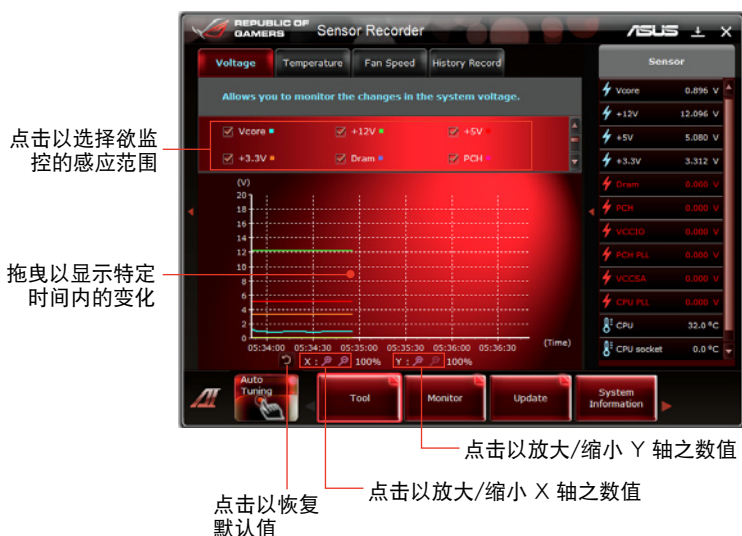 REPUBLIC OF
GAMERS
Sensor Recorder
ASUS
Voltage
Temperature
Fan Speed
History Record
Allows you to monitor the changes in the system voltage.
Vcore
+12V
+5V
+3.3V
Dram
PCH
(V)
20
18
16
14
12
10
8
6
4
2
0
05:34:00 05:34:30 05:35:00 05:35:30 05:36:00 05:36:30
(Time)
X : 100% Y : 100%
Sensor
Vcore 0.896 V
+12V 12.096 V
+5V 5.080 V
+3.3V 3.312 V
Dram 0.000 V
PCH 0.000 V
VCCIO 0.000 V
PCH PLL 0.000 V
VCCSA 0.000 V
CPU PLL 0.000 V
CPU 32.0 ºC
CPU socket 0.0 ºC
Auto
Tuning
Tool
Monitor
Update
System
Information
点击以选择欲监
控的感应范围
拖曳以显示特定
时间内的变化
点击以放大/缩小 Y 轴之数值
点击以放大/缩小 X 轴之数值
点击以恢复
默认值